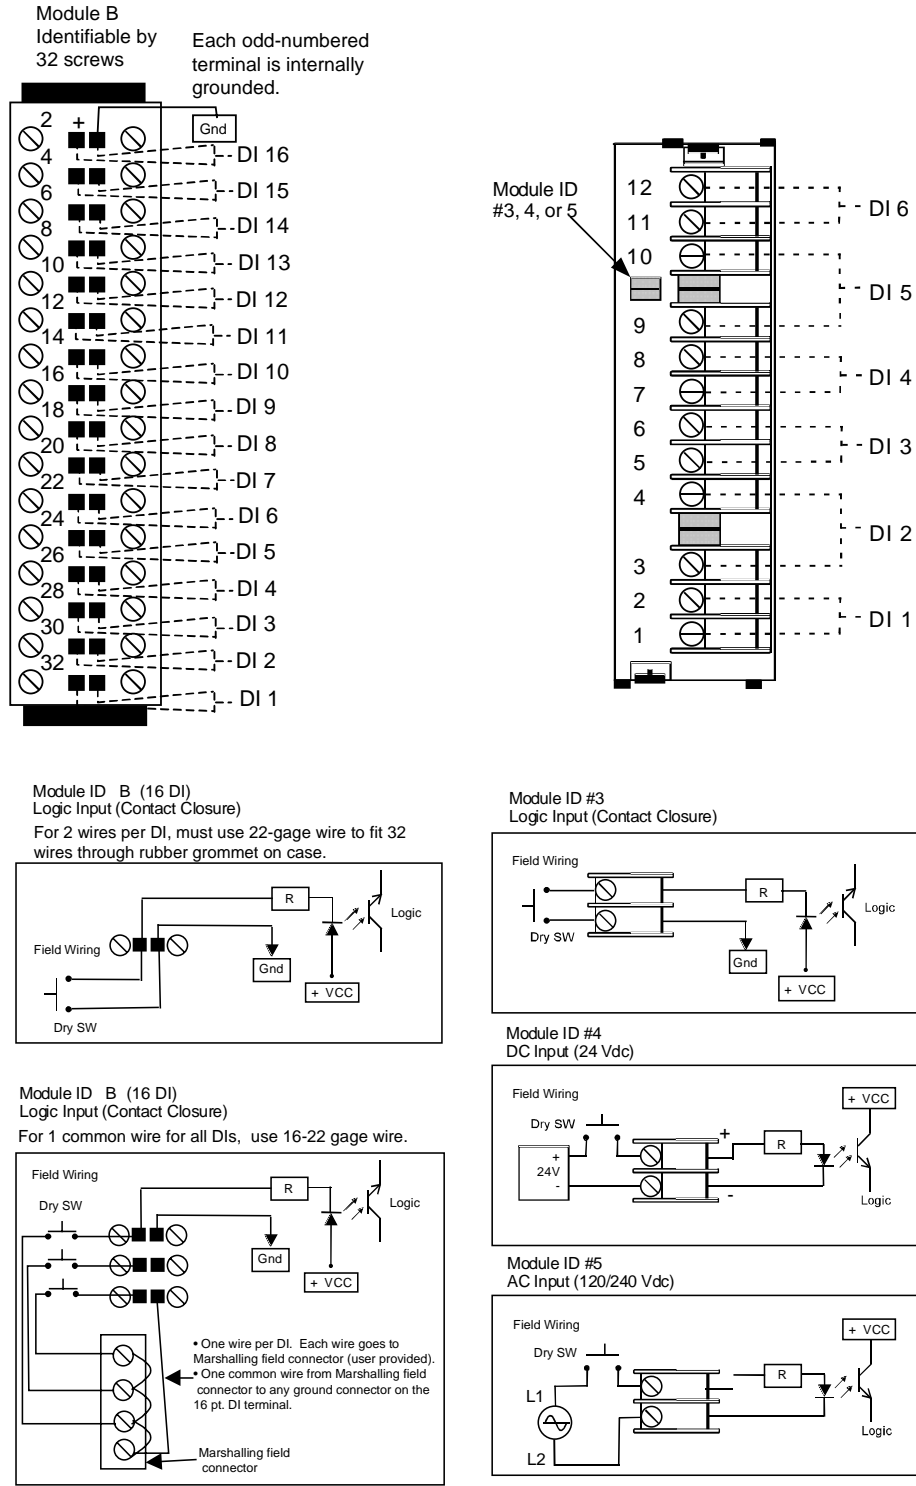 Module B
Identifiable by
32 screws
Each odd-numbered
terminal is internally
grounded.
Gnd
2
+
4
6
8
10
12
14
16
18
20
22
24
26
28
30
32
DI 16
DI 15
DI 14
DI 13
DI 12
DI 11
DI 10
DI 9
DI 8
DI 7
DI 6
DI 5
DI 4
DI 3
DI 2
DI 1
Module ID
#3, 4, or 5
12
11
10
9
8
7
6
5
4
3
2
1
DI 6
DI 5
DI 4
DI 3
DI 2
DI 1
Module ID B (16 DI)
Logic Input (Contact Closure)
For 2 wires per DI, must use 22-gage wire to fit 32
wires through rubber grommet on case.
R
Logic
Field Wiring
Gnd
+ VCC
Dry SW
Module ID B (16 DI)
Logic Input (Contact Closure)
For 1 common wire for all DIs, use 16-22 gage wire.
Field Wiring
R
Logic
Dry SW
Gnd
+ VCC
• One wire per DI. Each wire goes to
Marshalling field connector (user provided).
• One common wire from Marshalling field
connector to any ground connector on the
16 pt. DI terminal.
Marshalling field
connector
Module ID #3
Logic Input (Contact Closure)
Field Wiring
R
Logic
Dry SW
Gnd
+ VCC
Module ID #4
DC Input (24 Vdc)
Field Wiring
+ VCC
Dry SW
+
R
+
24V
-
-
Logic
Module ID #5
AC Input (120/240 Vdc)
Field Wiring
+ VCC
Dry SW
R
L1
L2
Logic